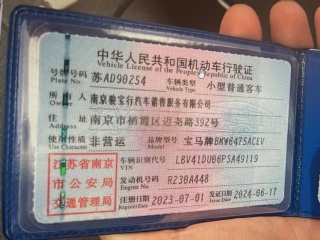 中华人民共和国机动车行驶证
Vehicle License of the People's Republic of China
号牌号码 苏AD90254 车辆类型 小型普通客车
Plate No. Vehicle Type
所有人 南京骏宝行汽车销售服务有限公司
Owner
住址 南京市栖霞区迈尧路392号
Address
使用性质 非营运 品牌型号 宝马牌BMW6475ACEV
Use Character Model
江苏省南京市公安局交通管理局
车辆识别代号 LBV41DU06PSA49119
VIN
发动机号码 R230A448
Engine No.
注册日期 2023-07-01 发证日期 2024-06-17
Register Date Issue Date